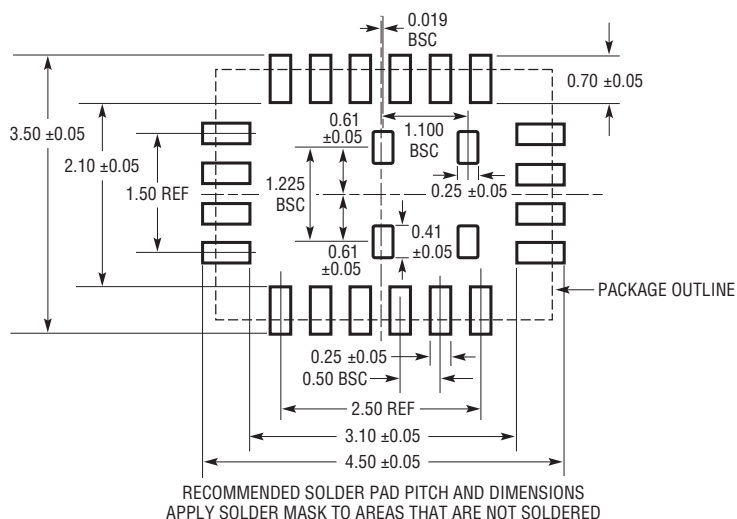 0.019
BSC
0.70 ±0.05
0.61
±0.05
1.100
BSC
3.50 ±0.05
2.10 ±0.05
1.50 REF
1.225
BSC
0.25 ±0.05
0.41
±0.05
0.61
±0.05
PACKAGE OUTLINE
0.25 ±0.05
0.50 BSC
2.50 REF
3.10 ±0.05
4.50 ±0.05
RECOMMENDED SOLDER PAD PITCH AND DIMENSIONS
APPLY SOLDER MASK TO AREAS THAT ARE NOT SOLDERED